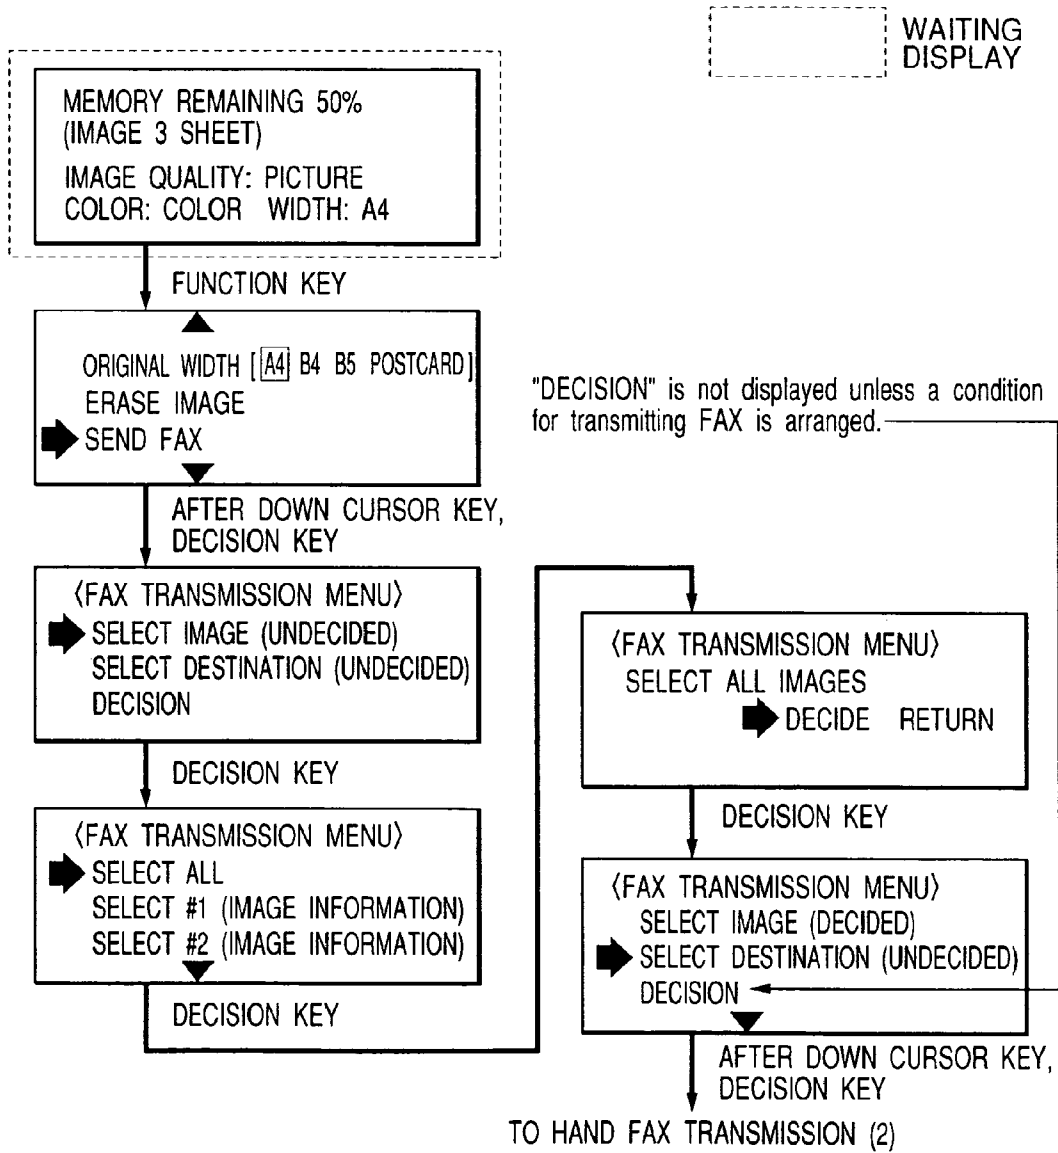 WAITING
DISPLAY
MEMORY REMAINING 50%
(IMAGE 3 SHEET)
IMAGE QUALITY: PICTURE
COLOR: COLOR WIDTH: A4
FUNCTION KEY
ORIGINAL WIDTH [A4 B4 B5 POSTCARD]
ERASE IMAGE
SEND FAX
AFTER DOWN CURSOR KEY,
DECISION KEY
〈FAX TRANSMISSION MENU〉
SELECT IMAGE (UNDECIDED)
SELECT DESTINATION (UNDECIDED)
DECISION
DECISION KEY
〈FAX TRANSMISSION MENU〉
SELECT ALL
SELECT #1 (IMAGE INFORMATION)
SELECT #2 (IMAGE INFORMATION)
DECISION KEY
"DECISION" is not displayed unless a condition
for transmitting FAX is arranged.
〈FAX TRANSMISSION MENU〉
SELECT ALL IMAGES
DECIDE RETURN
DECISION KEY
〈FAX TRANSMISSION MENU〉
SELECT IMAGE (DECIDED)
SELECT DESTINATION (UNDECIDED)
DECISION
AFTER DOWN CURSOR KEY,
DECISION KEY
TO HAND FAX TRANSMISSION (2)